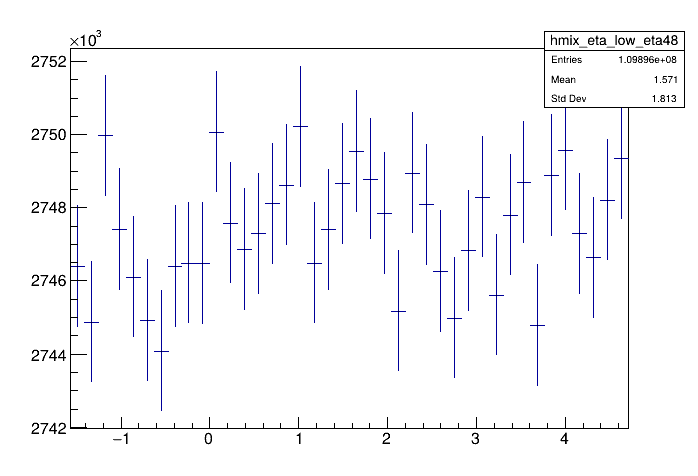 ×10³
hmix_eta_low_eta48
Entries 1.09896e+08
Mean 1.571
Std Dev 1.813
2752
2750
2748
2746
2744
2742
−1 0 1 2 3 4